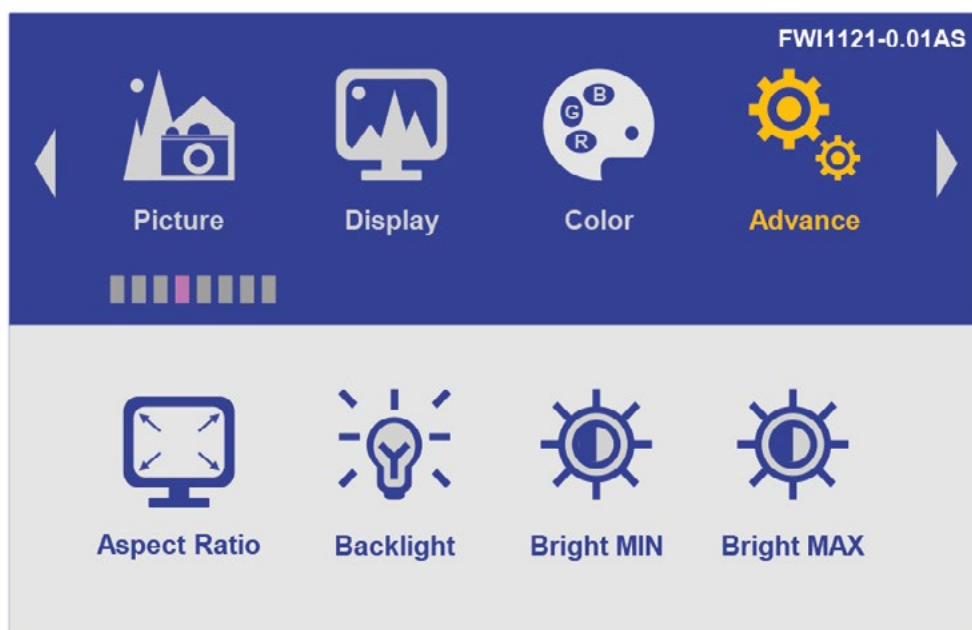 FWI1121-0.01AS
B
G
R
Picture Display Color Advance
Aspect Ratio Backlight Bright MIN Bright MAX